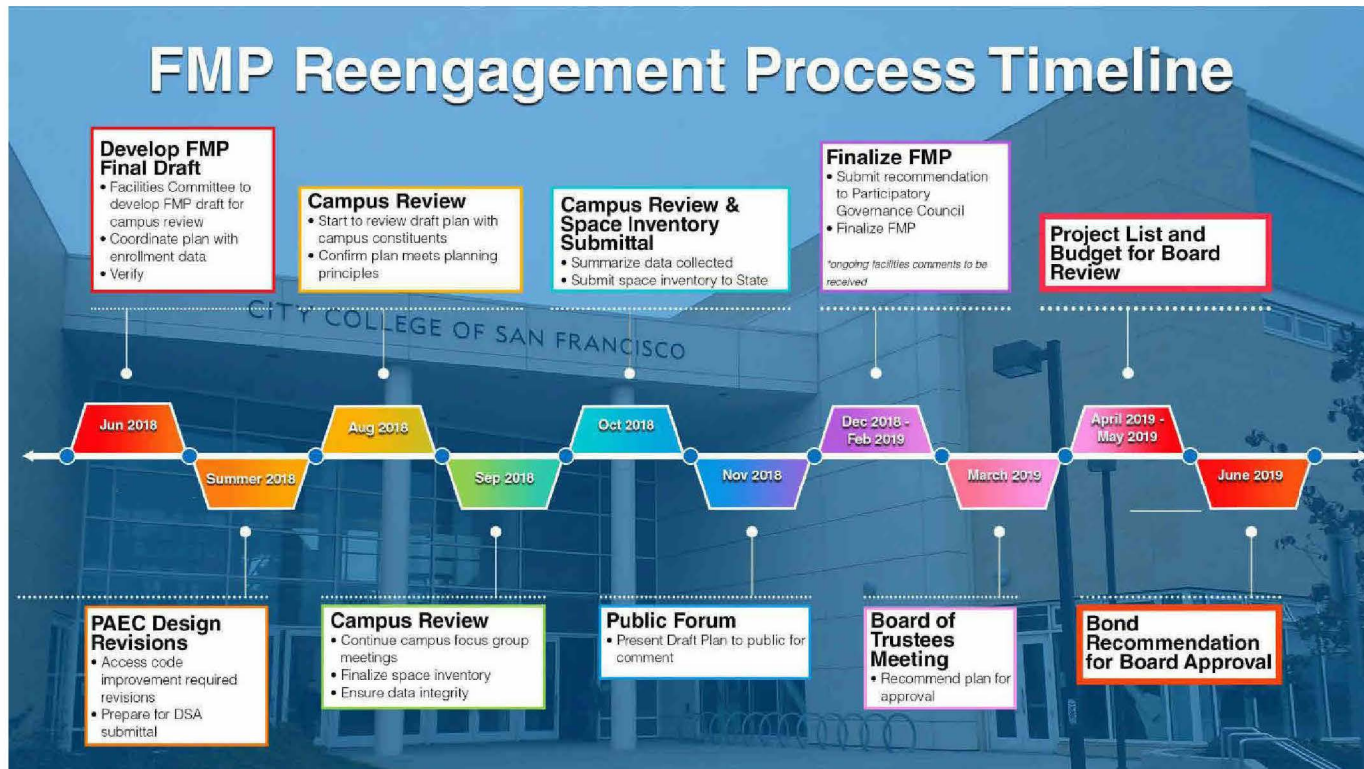 FMP Reengagement Process Timeline
Develop FMP
Final Draft
• Facilities Committee to
develop FMP draft for
campus review
• Coordinate plan with
enrollment data
• Verify
Campus Review
• Start to review draft plan with
campus constituents
• Confirm plan meets planning
principles
Campus Review &
Space Inventory
Submittal
• Summarize data collected
• Submit space inventory to State
Finalize FMP
• Submit recommendation
to Participatory
Governance Council
• Finalize FMP
*ongoing facilities comments to be
received
Project List and
Budget for Board
Review
CITY COLLEGE OF SAN FRANCISCO
Jun 2018
Summer 2018
Aug 2018
Sep 2018
Oct 2018
Nov 2018
Dec 2018 -
Feb 2019
March 2019
April 2019 -
May 2019
June 2019
PAEC Design
Revisions
• Access code
improvement required
revisions
• Prepare for DSA
submittal
Campus Review
• Continue campus focus group
meetings
• Finalize space inventory
• Ensure data integrity
Public Forum
• Present Draft Plan to public for
comment
Board of
Trustees
Meeting
• Recommend plan for
approval
Bond
Recommendation
for Board Approval